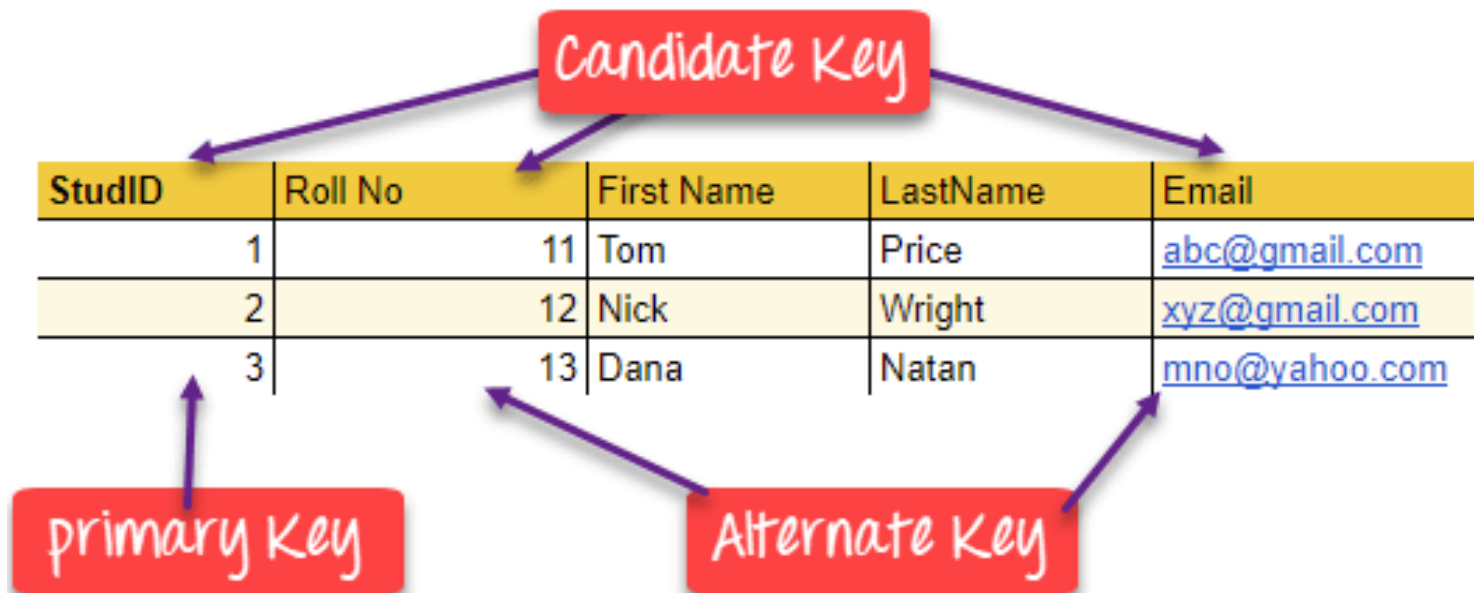 Candidate Key
StudID Roll No First Name LastName Email
1 11 Tom Price abc@gmail.com
2 12 Nick Wright xyz@gmail.com
3 13 Dana Natan mno@yahoo.com
primary Key Alternate Key